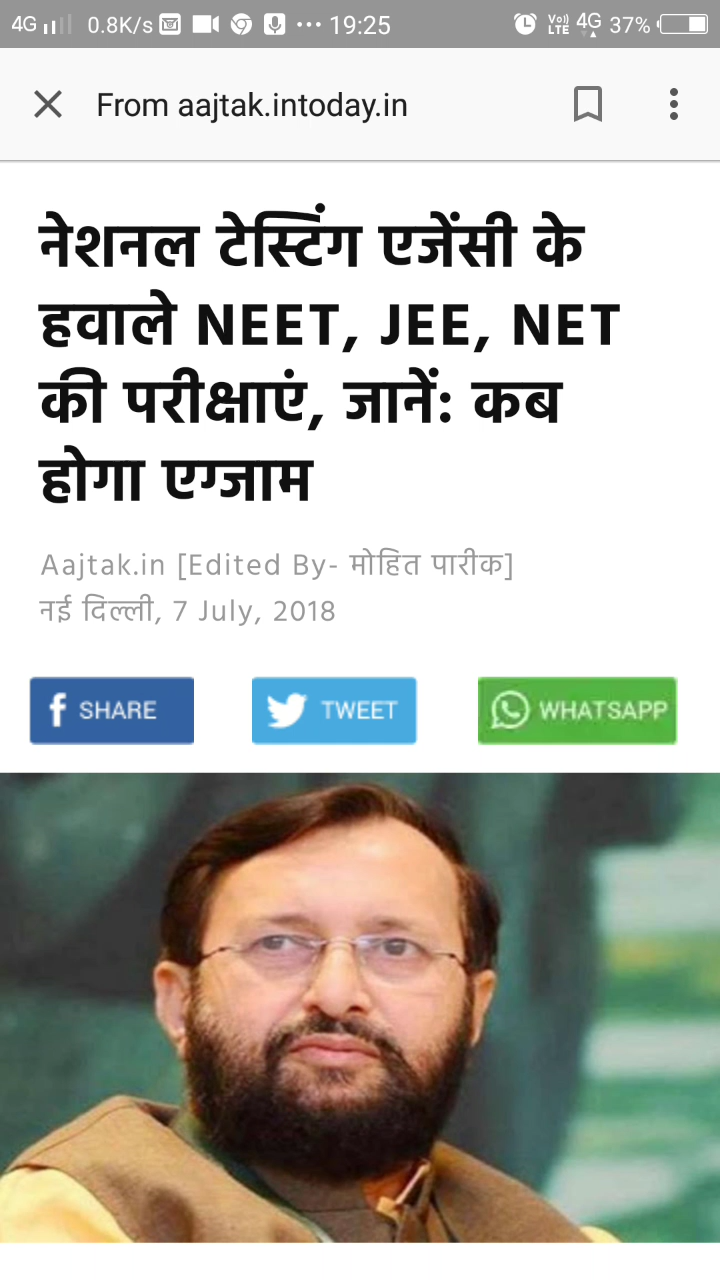 4G 0.8K/s ... 19:25 Vo)) LTE 4G 37%
From aajtak.intoday.in
नेशनल टेस्टिंग एजेंसी के
हवाले NEET, JEE, NET
की परीक्षाएं, जानें: कब
होगा एग्जाम
Aajtak.in [Edited By- मोहित पारीक]
नई दिल्ली, 7 July, 2018
f SHARE TWEET WHATSAPP